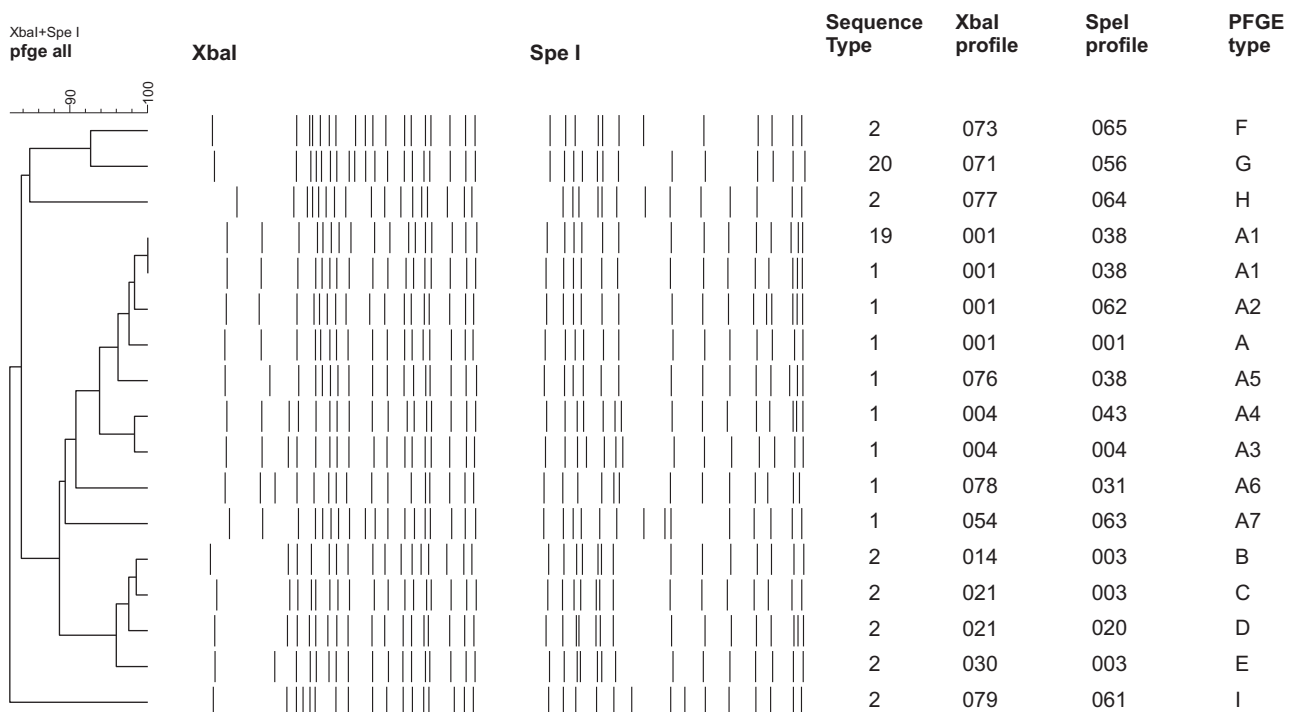 XbaI+Spe I
pfge all
XbaI
Spe I
Sequence Type
XbaI profile
SpeI profile
PFGE type
90
100
2 073 065 F
20 071 056 G
2 077 064 H
19 001 038 A1
1 001 038 A1
1 001 062 A2
1 001 001 A
1 076 038 A5
1 004 043 A4
1 004 004 A3
1 078 031 A6
1 054 063 A7
2 014 003 B
2 021 003 C
2 021 020 D
2 030 003 E
2 079 061 I